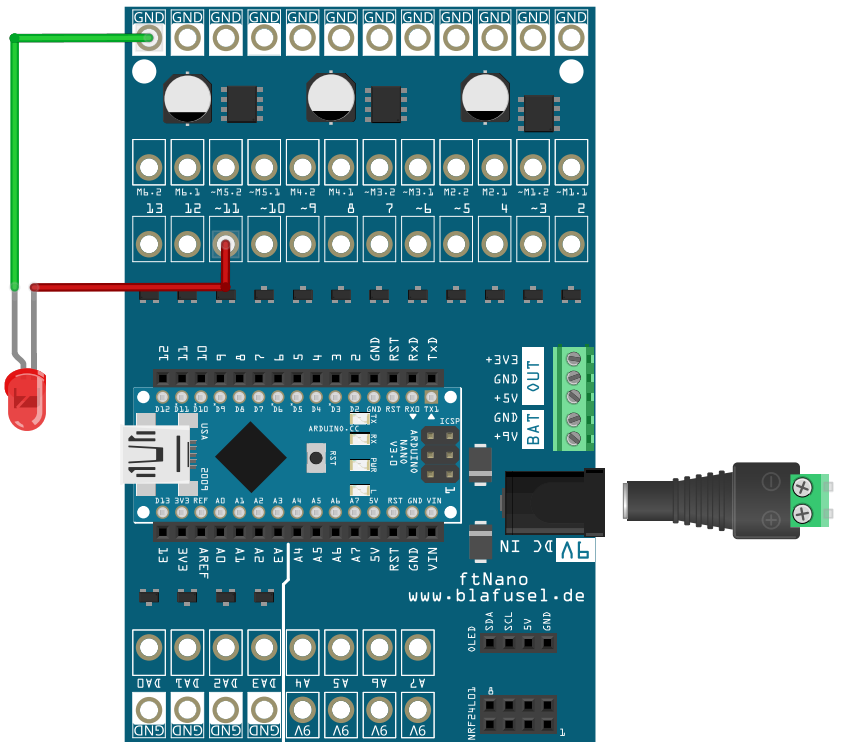 GND GND GND GND GND GND GND GND GND GND GND GND
M6.2 M6.1 ~M5.2 ~M5.1 M4.2 M4.1 ~M3.2 ~M3.1 M2.2 M2.1 ~M1.2 ~M1.1
13 12 ~11 ~10 ~9 8 7 ~6 ~5 4 ~3 2
12 11 10 9 8 7 6 5 4 3 2 GND RST RxD TxD
+3V3
GND
+5V
OUT
GND
+9V
BAT
D12 D11 D10 D9 D8 D7 D6 D5 D4 D3 D2 GND RST RX0 TX1
USA
2009
ARDUINO.CC
RST
TX
RX
PWR
L
ARDUINO
NANO
V3.0
ICSP
1
D13 3V3 REF A0 A1 A2 A3 A4 A5 A6 A7 5V RST GND VIN
13 3V3 AREF A0 A1 A2 A3 A4 A5 A6 A7 5V RST GND VIN
9V DC IN
ftNano
www.blafusel.de
OLED
SDA SCL 5V GND
DA0 DA1 DA2 DA3 A4 A5 A6 A7
GND GND GND GND 9V 9V 9V 9V
NRF24L01
8
1